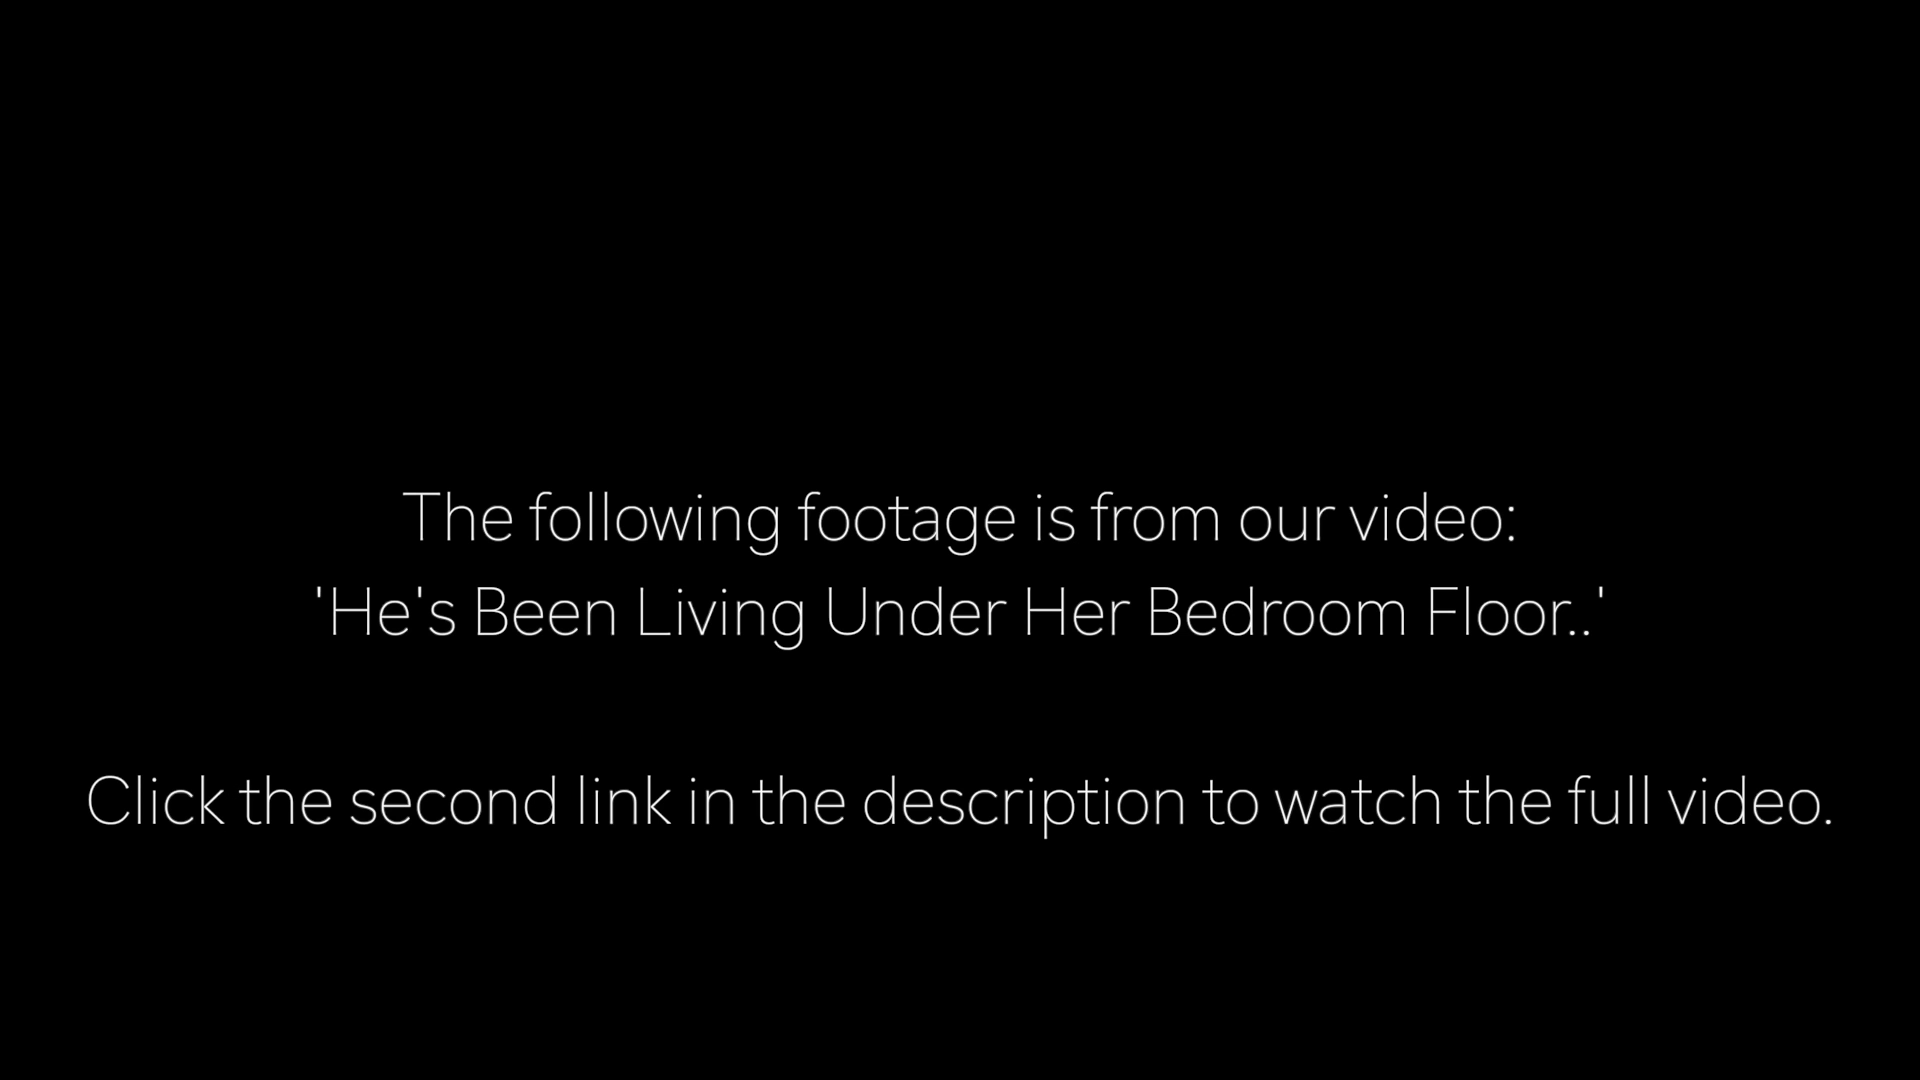 The following footage is from our video:
'He's Been Living Under Her Bedroom Floor..'
Click the second link in the description to watch the full video.